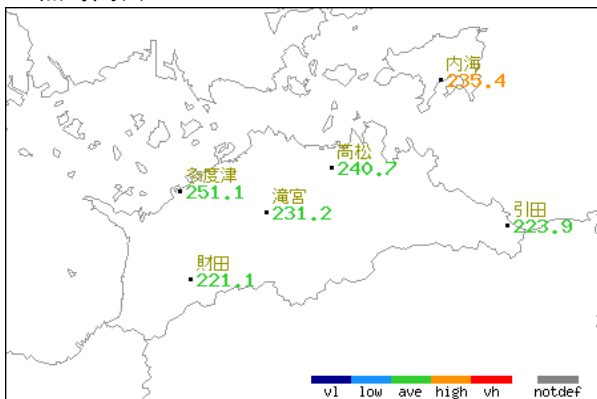 内海
235.4
高松
240.7
多度津
251.1
滝宮
231.2
引田
223.9
財田
221.1
vl low ave high vh notdef